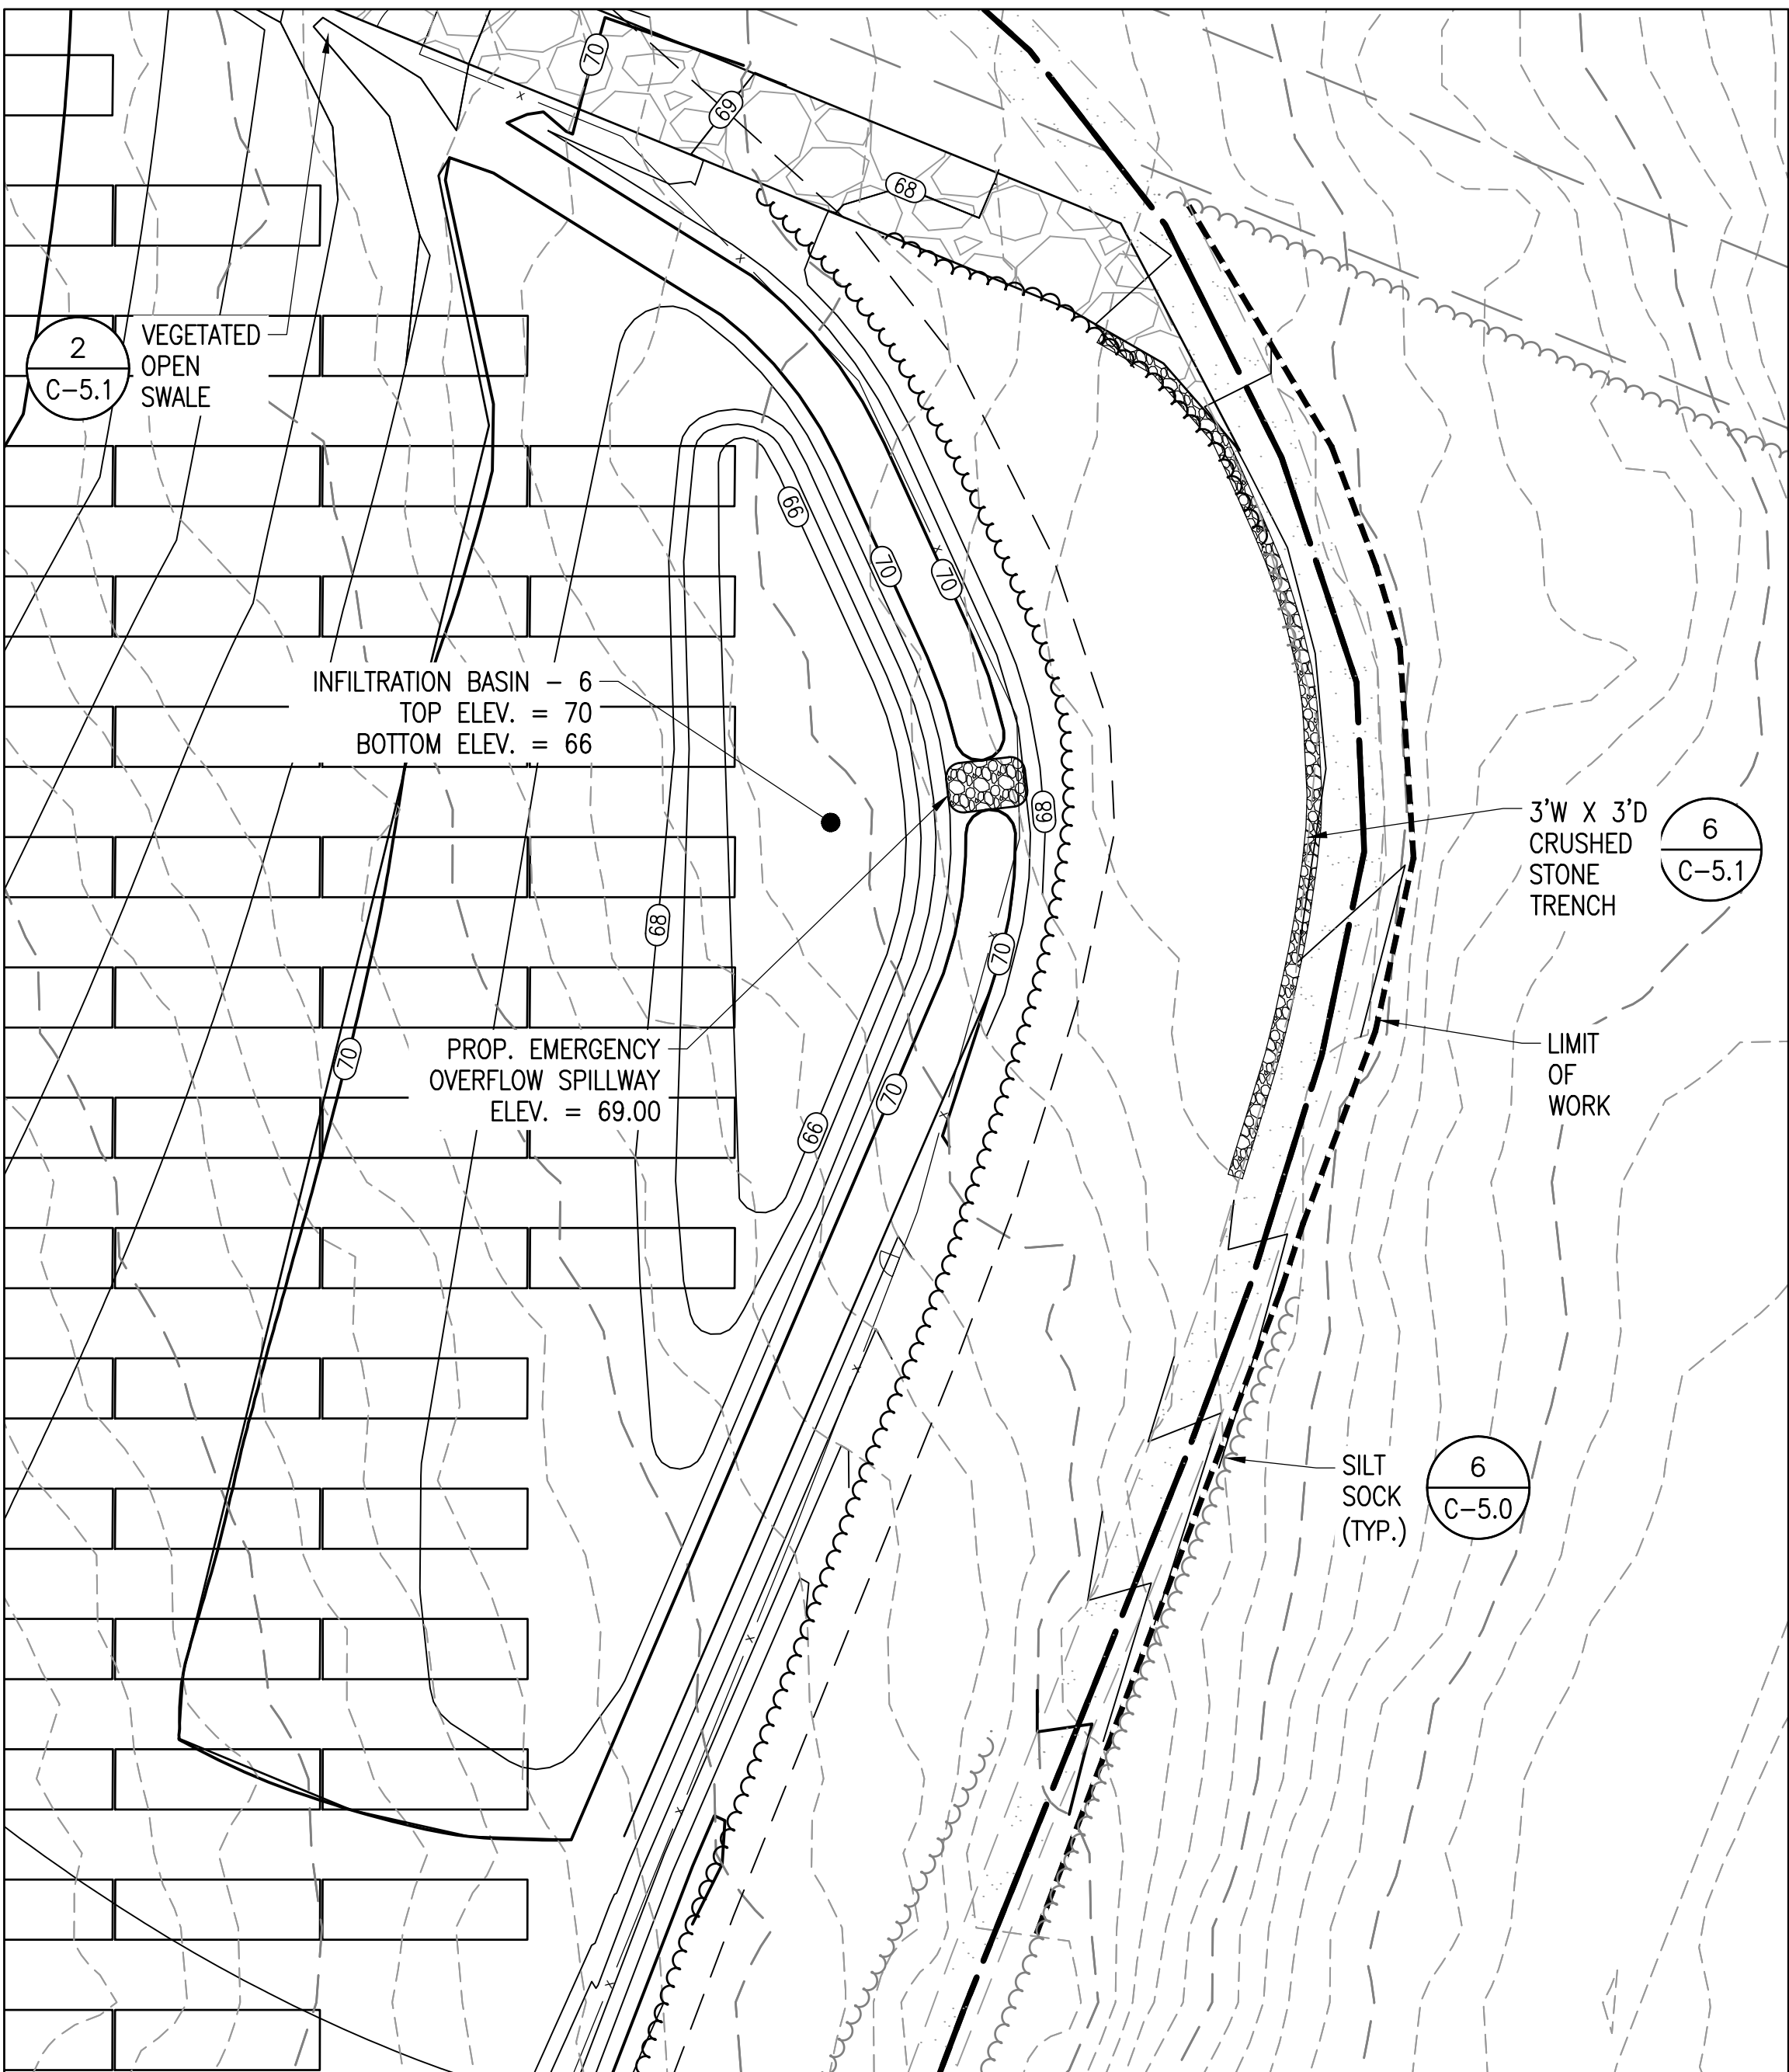 70
69
68
2
C-5.1
VEGETATED
OPEN
SWALE
66
70
70
INFILTRATION BASIN - 6
TOP ELEV. = 70
BOTTOM ELEV. = 66
68
3'W X 3'D
CRUSHED
STONE
TRENCH
6
C-5.1
68
70
PROP. EMERGENCY
OVERFLOW SPILLWAY
ELEV. = 69.00
70
70
66
LIMIT
OF
WORK
SILT
SOCK
(TYP.)
6
C-5.0